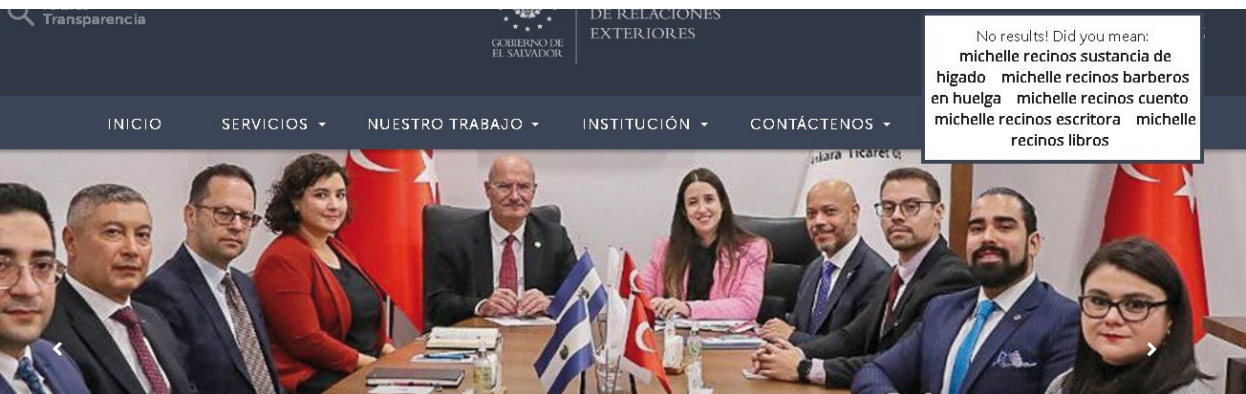 Transparencia
GOBIERNO DE
EL SALVADOR
DE RELACIONES
EXTERIORES
No results! Did you mean:
michelle recinos sustancia de
higado michelle recinos barberos
en huelga michelle recinos cuento
michelle recinos escritora michelle
recinos libros
INICIO SERVICIOS NUESTRO TRABAJO INSTITUCIÓN CONTÁCTENOS
Ticaret